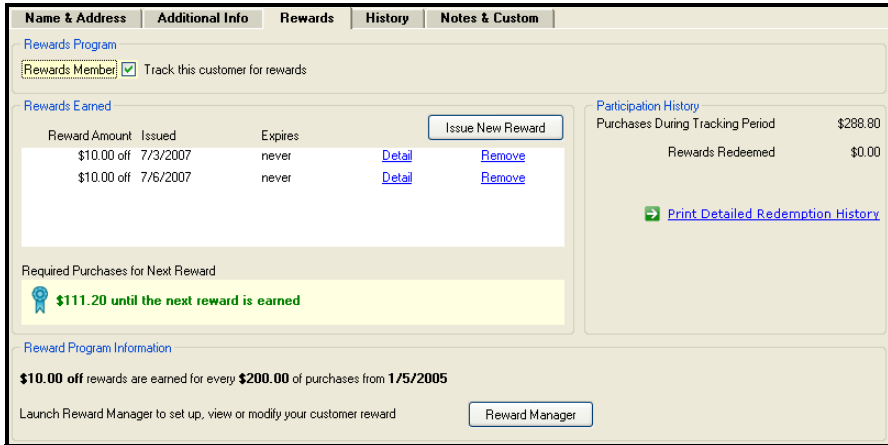 Name & Address Additional Info Rewards History Notes & Custom
Rewards Program
Rewards Member Track this customer for rewards
Rewards Earned
Issue New Reward
Reward Amount Issued Expires
$10.00 off 7/3/2007 never Detail Remove
$10.00 off 7/6/2007 never Detail Remove
Required Purchases for Next Reward
$111.20 until the next reward is earned
Participation History
Purchases During Tracking Period $288.80
Rewards Redeemed $0.00
Print Detailed Redemption History
Reward Program Information
$10.00 off rewards are earned for every $200.00 of purchases from 1/5/2005
Launch Reward Manager to set up, view or modify your customer reward Reward Manager